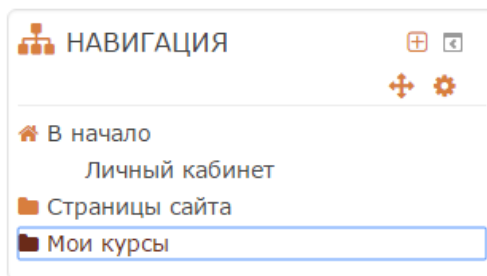 НАВИГАЦИЯ
В начало
Личный кабинет
Страницы сайта
Мои курсы